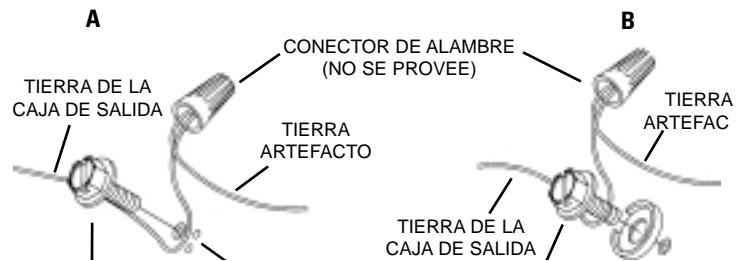 A
B
CONECTOR DE ALAMBRE
(NO SE PROVEE)
TIERRA DE LA
CAJA DE SALIDA
TIERRA
ARTEFACTO
TIERRA
ARTEFAC
TIERRA DE LA
CAJA DE SALIDA